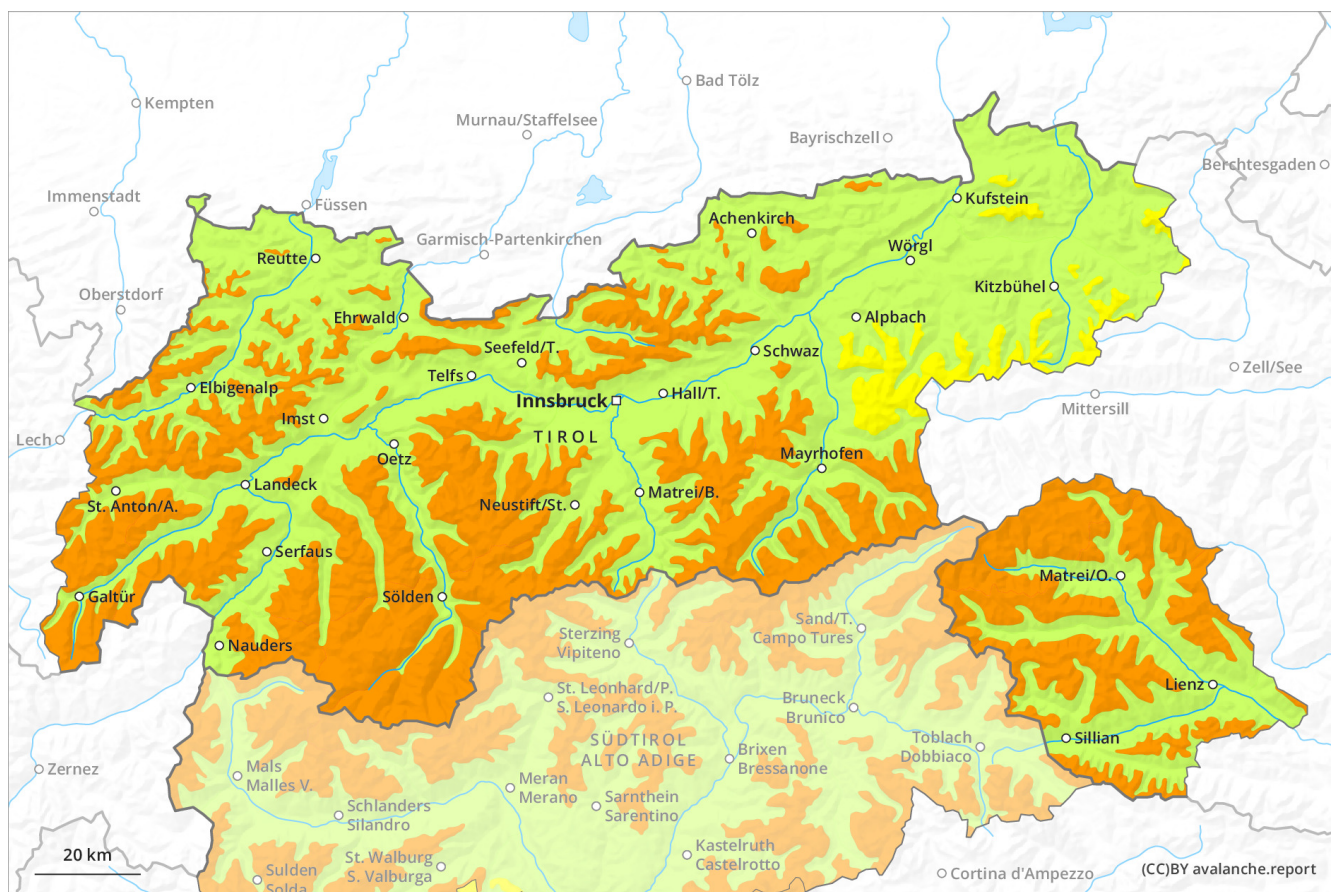 Bad Tölz
Kempten
Murnau/Staffelsee
Bayrischzell
Berchtesgaden
Immenstadt
Füssen
Kufstein
Achenkirch
Garmisch-Partenkirchen
Wörgl
Reutte
Kitzbühel
Oberstdorf
Ehrwald
Alpbach
Seefeld/T.
Schwaz
Zell/See
Telfs
Elbigenalp
Hall/T.
Innsbruck
Mittersill
Imst
Lech
TIROL
Oetz
Mayrhofen
Landeck
Matrei/B.
St. Anton/A.
Neustift/St.
Serfaus
Matrei/O.
Galtür
Sölden
Sand/T.
Campo Tures
Sterzing
Vipiteno
Nauders
Lienz
St. Leonhard/P.
S. Leonardo i. P.
Bruneck
Brunico
SÜDTIROL
ALTO ADIGE
Toblach
Dobbiaco
Sillian
Brixen
Bressanone
Zernez
Mals
Malles V.
Meran
Merano
Sarnthein
Sarentino
Schlanders
Silandro
20 km
Kastelruth
Castelrotto
St. Walburg
S. Valburga
Sulden
Solda
Cortina d'Ampezzo
(CC)BY avalanche.report